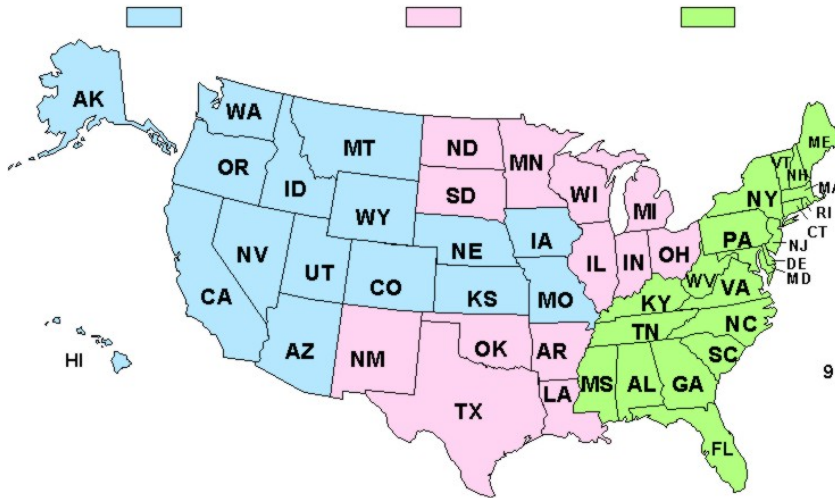 AK
WA
MT
ND
MN
ME
VT
NH
OR
ID
SD
WI
MI
NY
MA
RI
WY
CT
NV
NE
IA
PA
NJ
UT
CO
IL
IN
OH
DE
MD
CA
KS
MO
WV
VA
KY
NC
TN
HI
AZ
NM
OK
AR
SC
MS
AL
GA
9
TX
LA
FL